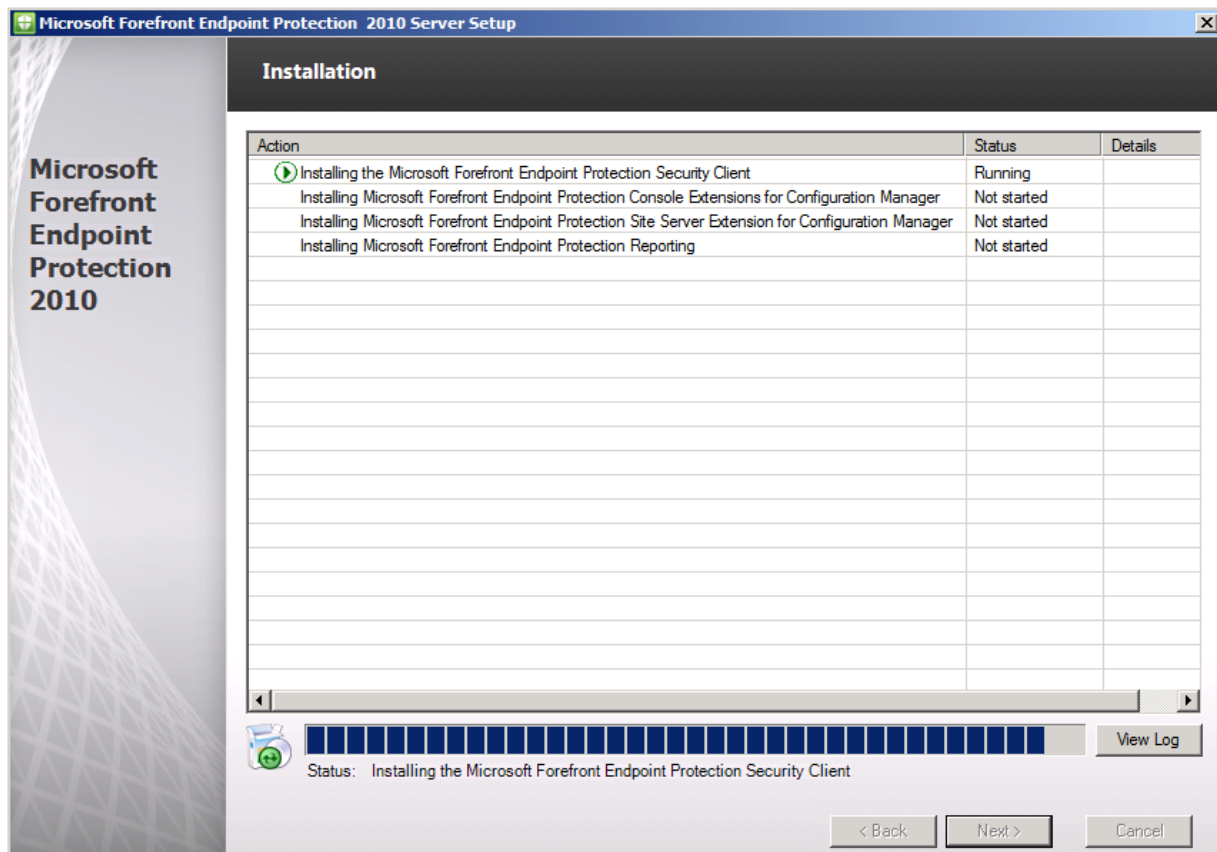 Microsoft Forefront Endpoint Protection 2010 Server Setup
Installation
Microsoft
Forefront
Endpoint
Protection
2010
Action Status Details
Installing the Microsoft Forefront Endpoint Protection Security Client Running
Installing Microsoft Forefront Endpoint Protection Console Extensions for Configuration Manager Not started
Installing Microsoft Forefront Endpoint Protection Site Server Extension for Configuration Manager Not started
Installing Microsoft Forefront Endpoint Protection Reporting Not started
View Log
Status: Installing the Microsoft Forefront Endpoint Protection Security Client
< Back Next > Cancel